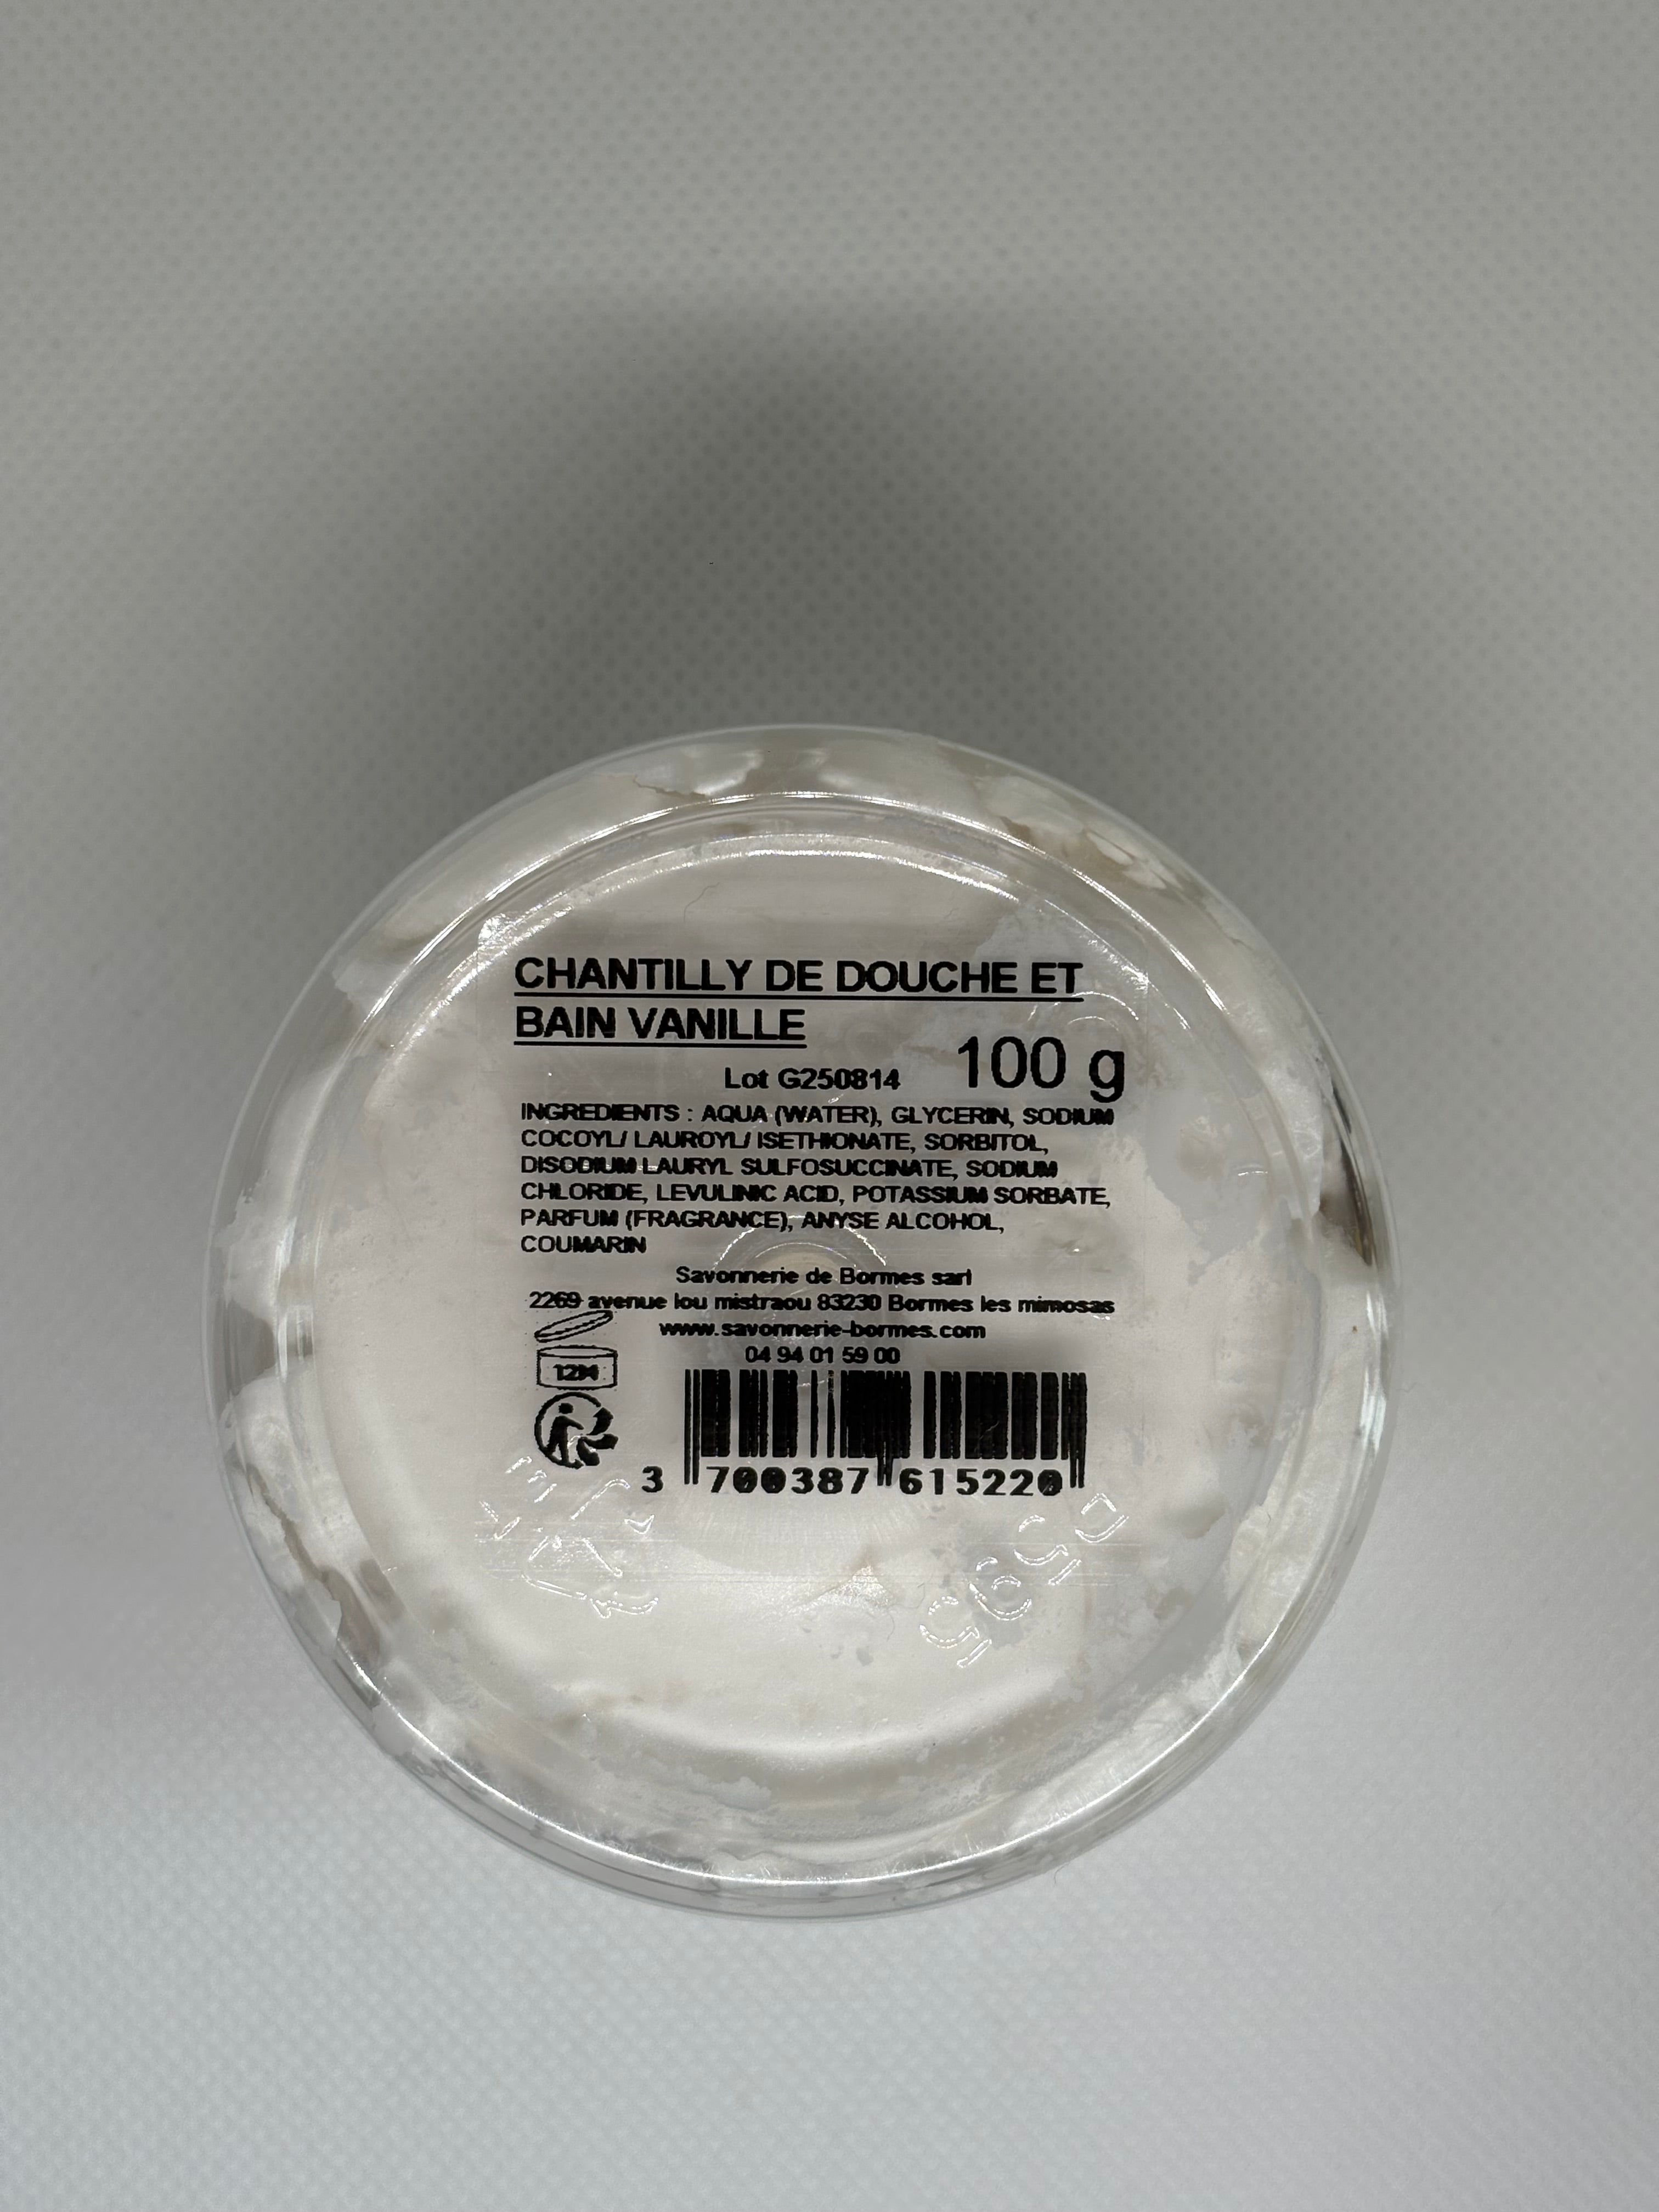 CHANTILLY DE DOUCHE ET
BAIN VANILLE
Lot G250814 100 g
INGREDIENTS : AQUA (WATER), GLYCERIN, SODIUM
COCOYL/ LAUROYL/ ISETHIONATE, SORBITOL,
DISODIUM LAURYL SULFOSUCCINATE, SODIUM
CHLORIDE, LEVULINIC ACID, POTASSIUM SORBATE,
PARFUM (FRAGRANCE), ANYSE ALCOHOL,
COUMARIN
Savonnerie de Bormes sarl
2269 avenue lou mistraou 83230 Bormes les mimosas
www.savonnerie-bormes.com
04 94 01 59 00
12M
3 700387 615220